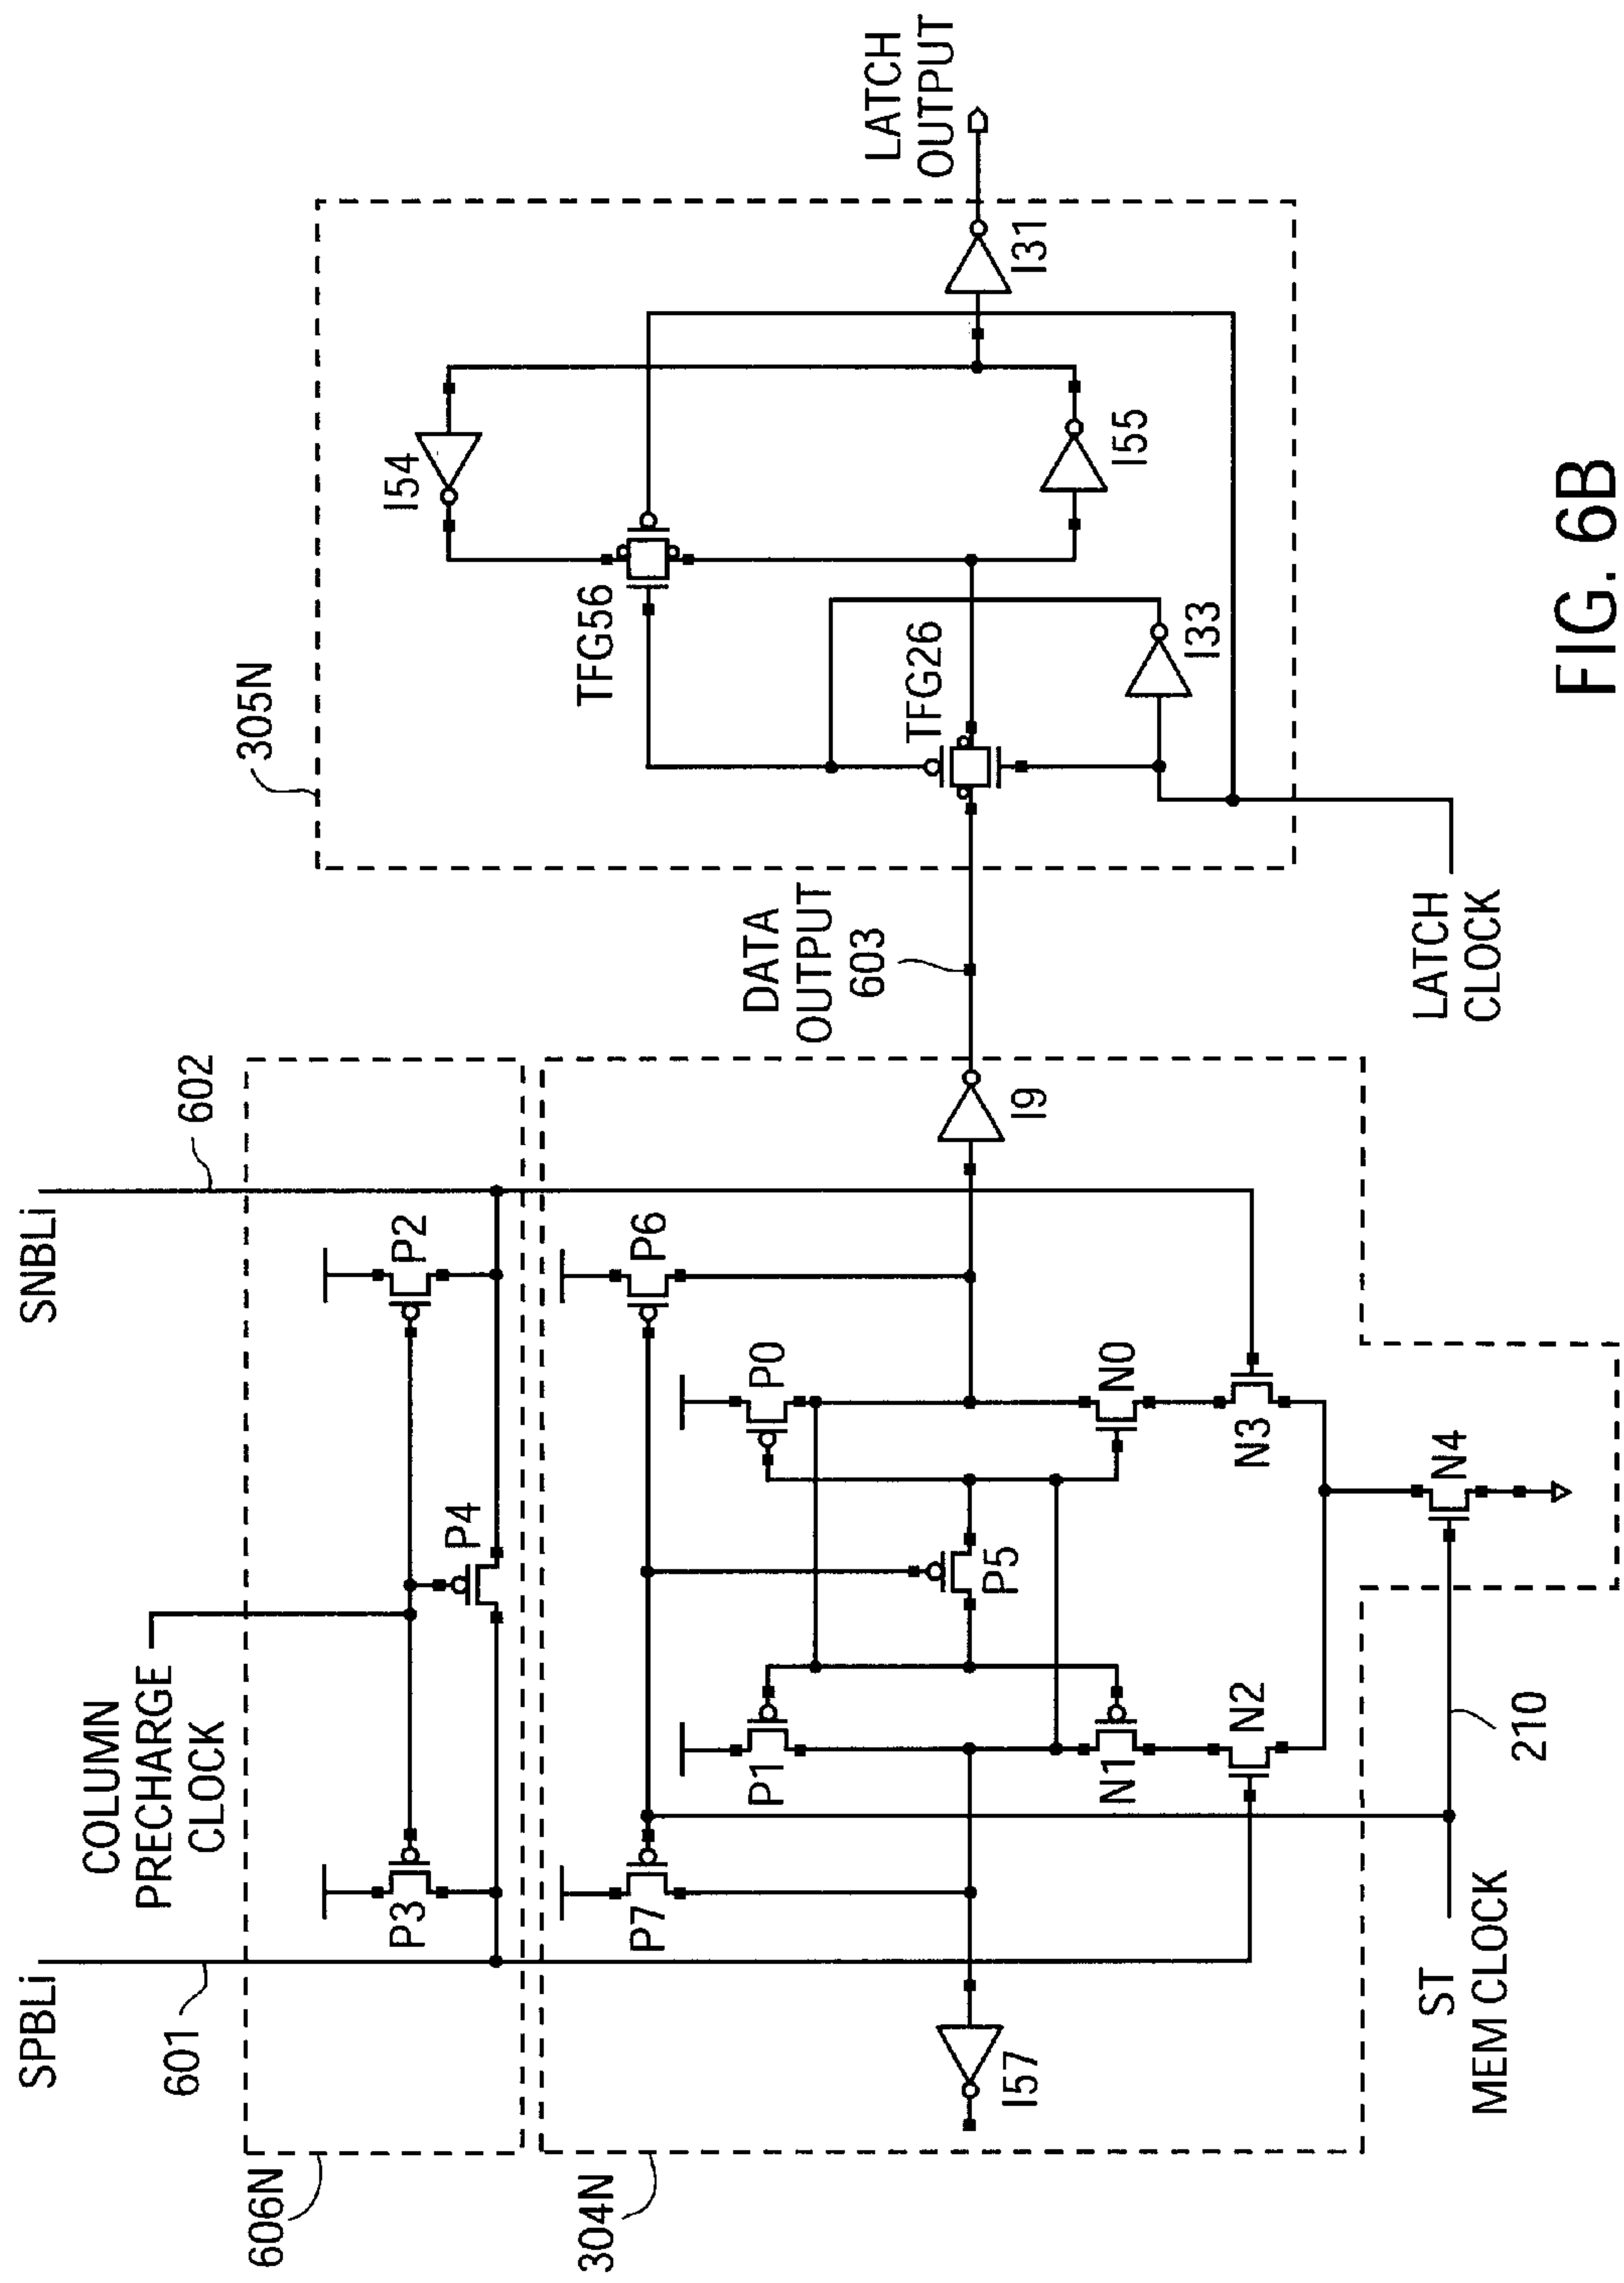 SPBLi
601
SNBLi
602
COLUMN
PRECHARGE
CLOCK
606N
P3
P4
P2
304N
P7
P6
P1
P0
P5
N1
N0
N2
N3
N4
I57
I9
ST
MEM CLOCK
210
DATA
OUTPUT
603
305N
I54
TFG56
TFG26
I55
I33
I31
LATCH
CLOCK
LATCH
OUTPUT
FIG. 6B